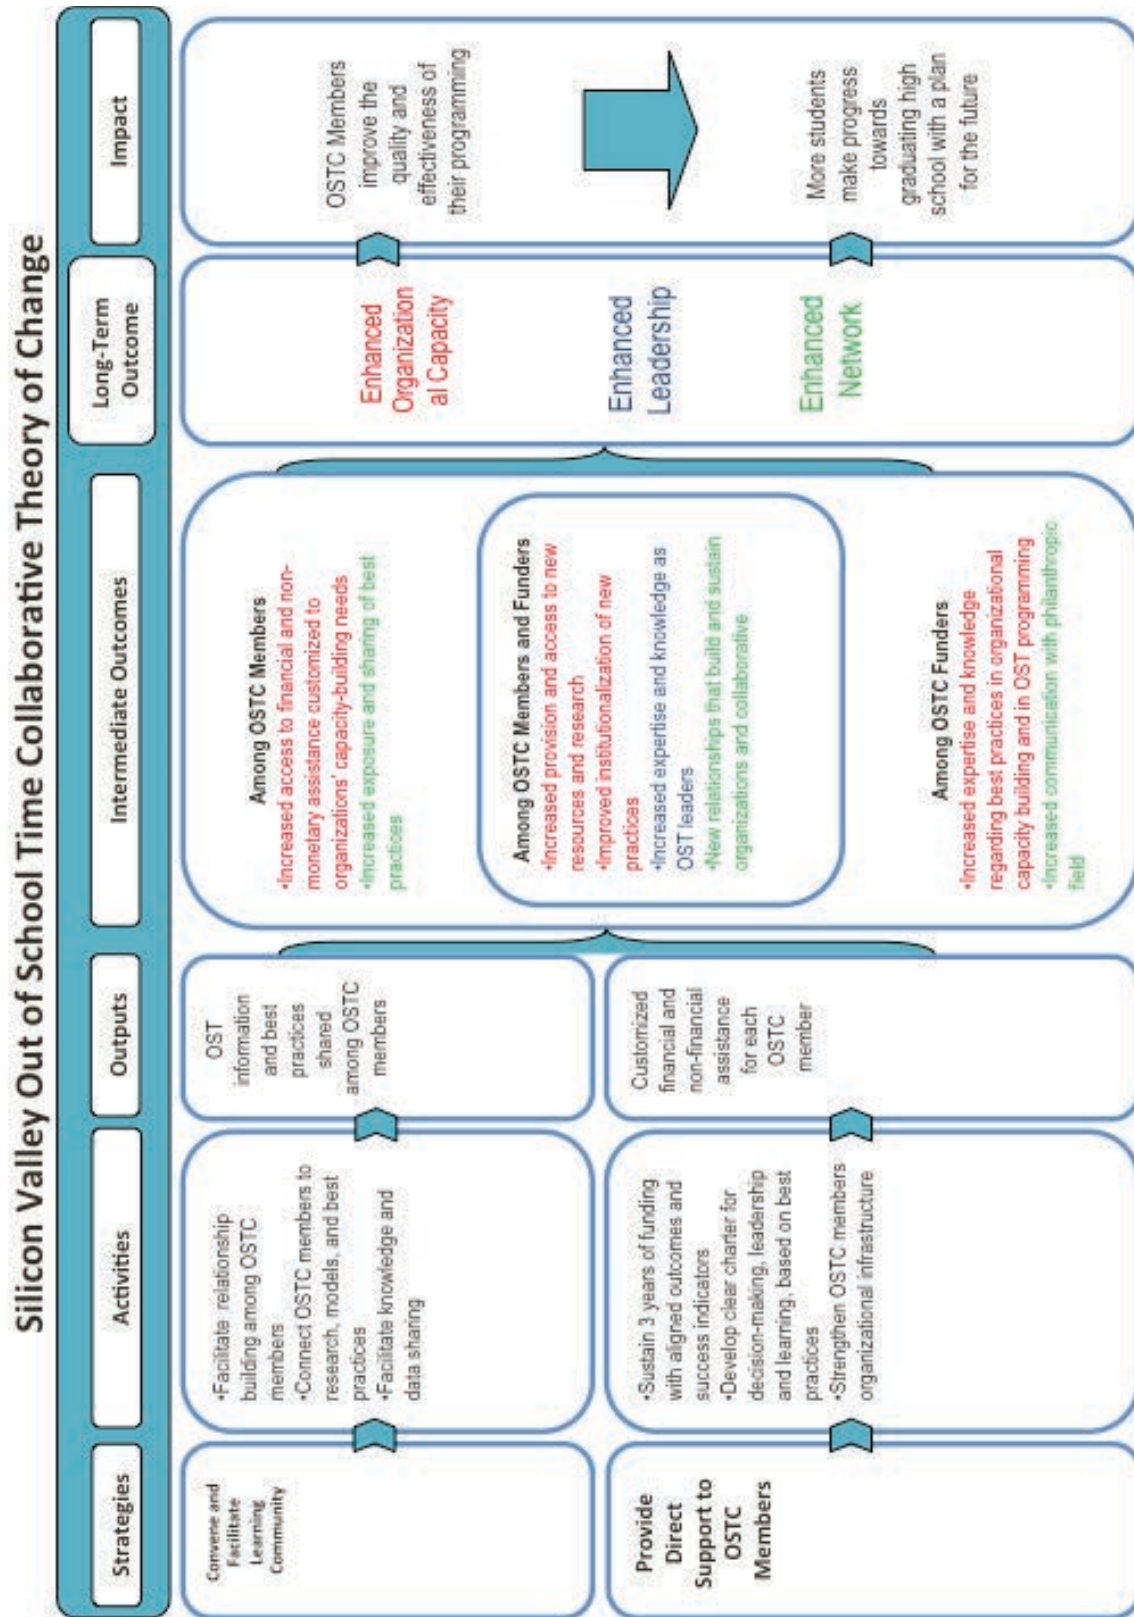 Silicon Valley Out of School Time Collaborative Theory of Change
Strategies
Activities
Outputs
Intermediate Outcomes
Long-Term
Outcome
Impact
Convene and
Facilitate
Learning
Community
•Facilitate relationship
building among OSTC
members
•Connect OSTC members to
research, models, and best
practices
•Facilitate knowledge and
data sharing
OST
information
and best
practices
shared
among OSTC
members
Provide
Direct
Support to
OSTC
Members
•Sustain 3 years of funding
with aligned outcomes and
success indicators
•Develop clear charter for
decision-making, leadership
and learning, based on best
practices
•Strengthen OSTC members
organizational infrastructure
Customized
financial and
non-financial
assistance
for each
OSTC
member
Among OSTC Members
•Increased access to financial and non-
monetary assistance customized to
organizations' capacity-building needs
•Increased exposure and sharing of best
practices
Among OSTC Members and Funders
•Increased provision and access to new
resources and research
•Improved institutionalization of new
practices
•Increased expertise and knowledge as
OST leaders
•New relationships that build and sustain
organizations and collaborative
Among OSTC Funders
•Increased expertise and knowledge
regarding best practices in organizational
capacity building and in OST programming
•Increased communication with philanthropic
field
Enhanced
Organization
al Capacity
Enhanced
Leadership
Enhanced
Network
OSTC Members
improve the
quality and
effectiveness of
their programming
More students
make progress
towards
graduating high
school with a plan
for the future